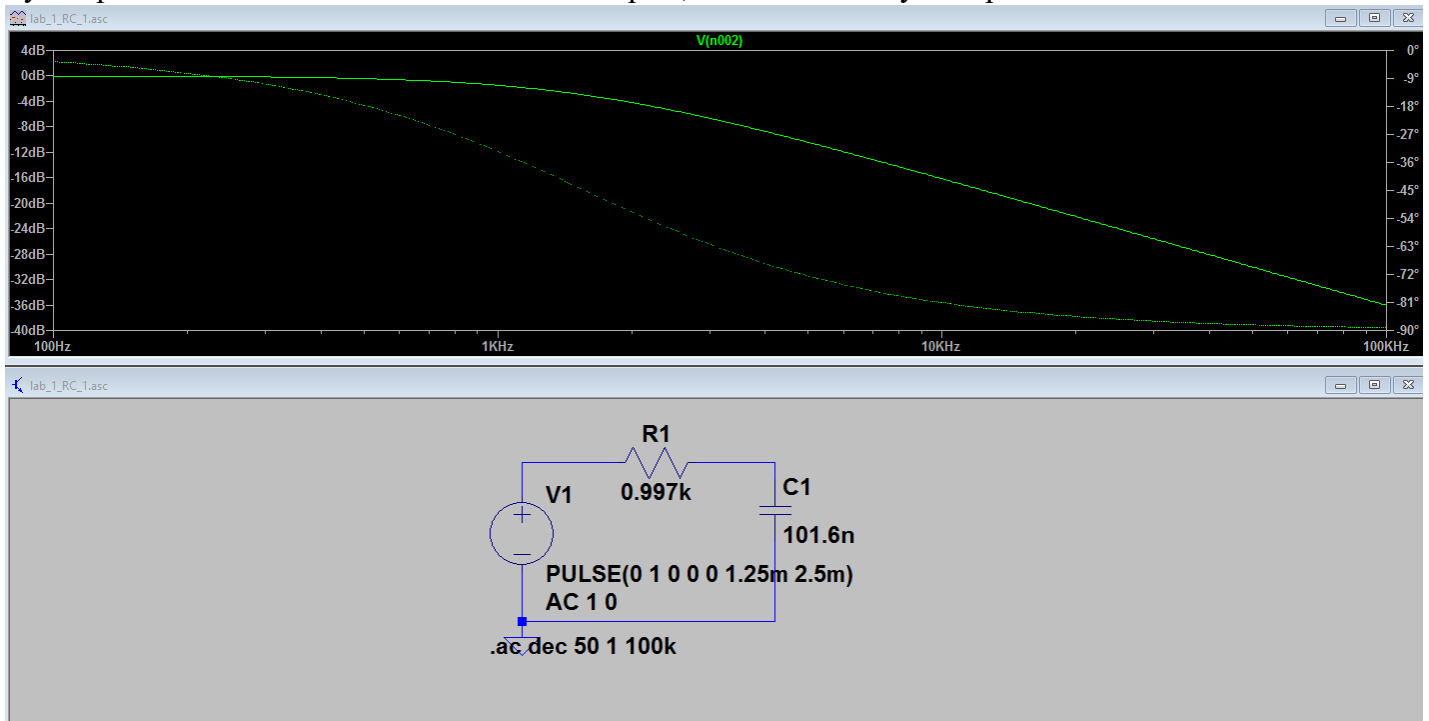 lab_1_RC_1.asc
V(n002)
4dB
0dB
-4dB
-8dB
-12dB
-16dB
-20dB
-24dB
-28dB
-32dB
-36dB
-40dB
0°
-9°
-18°
-27°
-36°
-45°
-54°
-63°
-72°
-81°
-90°
100Hz 1KHz 10KHz 100KHz
lab_1_RC_1.asc
R1
0.997k
C1
101.6n
V1
PULSE(0 1 0 0 0 1.25m 2.5m)
AC 1 0
.ac dec 50 1 100k